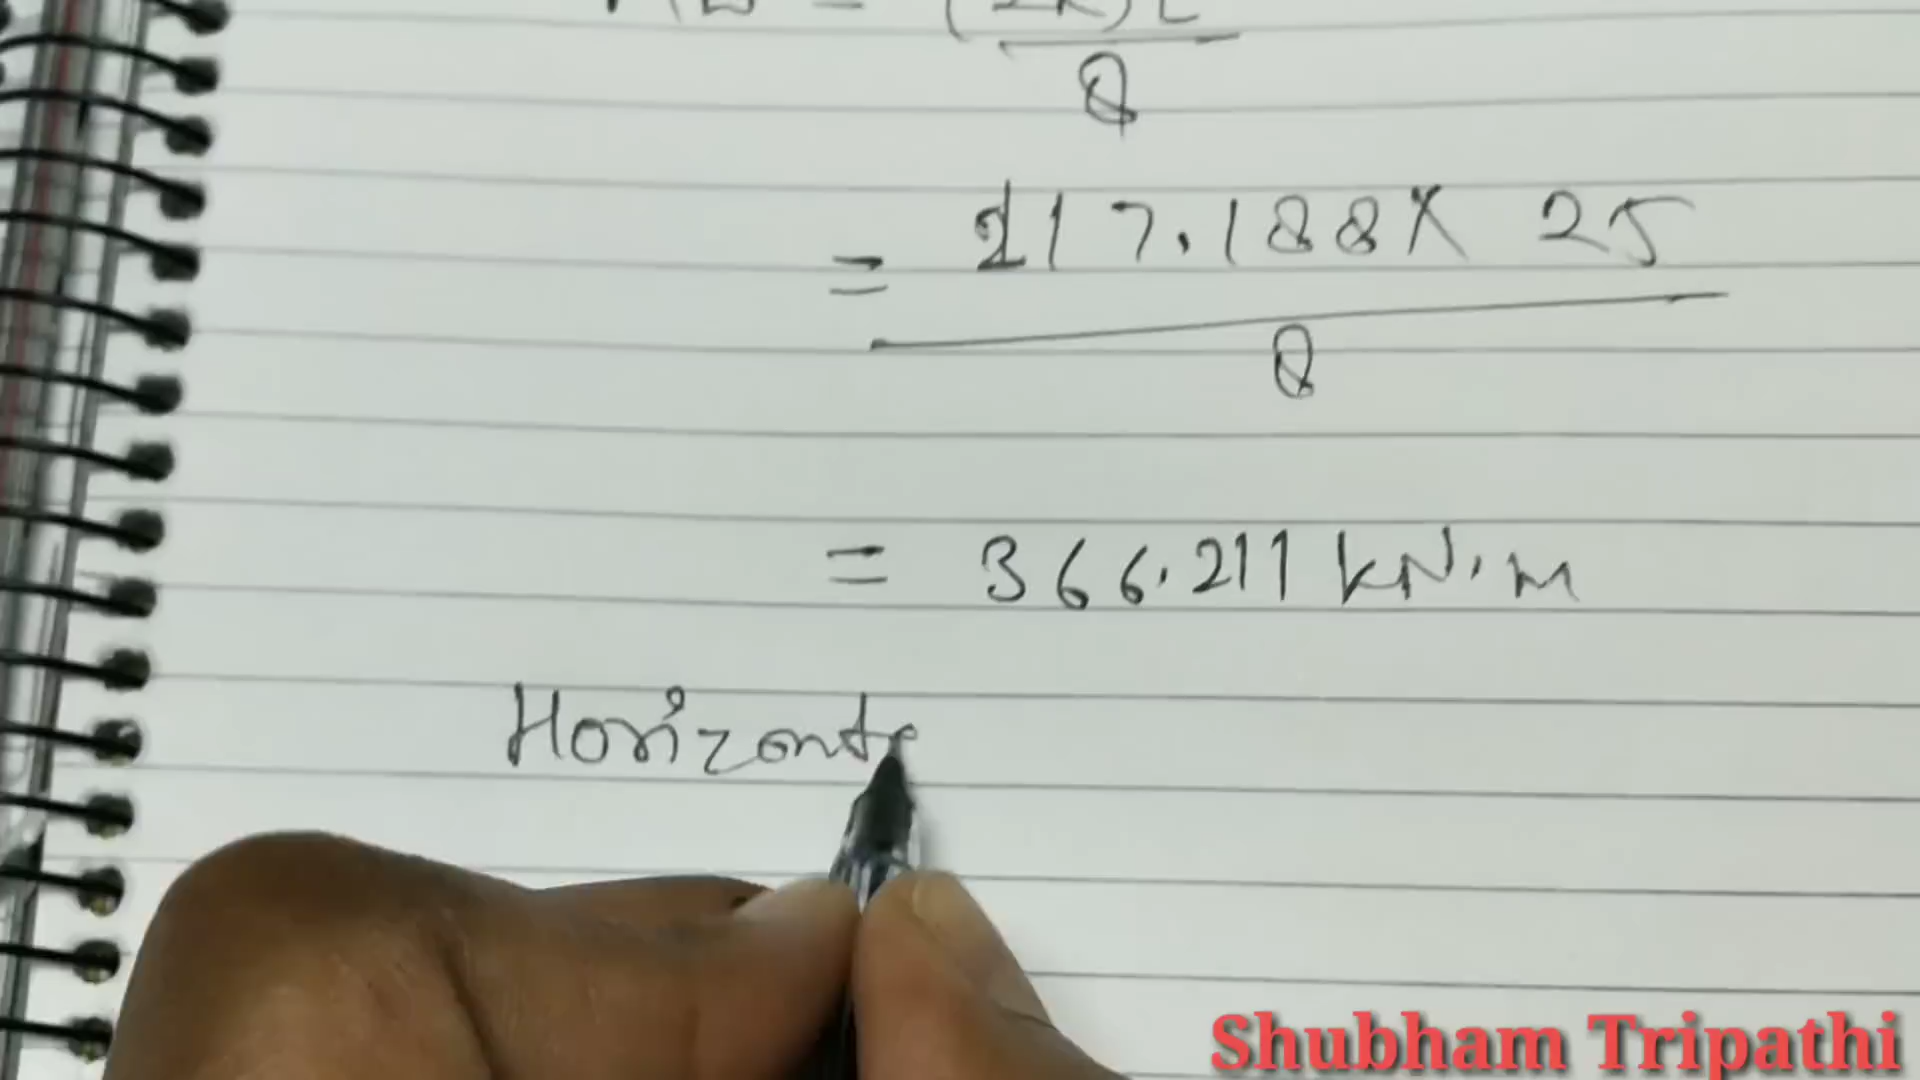 8
= 217.188 X 25
8
= 366.211 kN.m
Horizonta
Shubham Tripathi